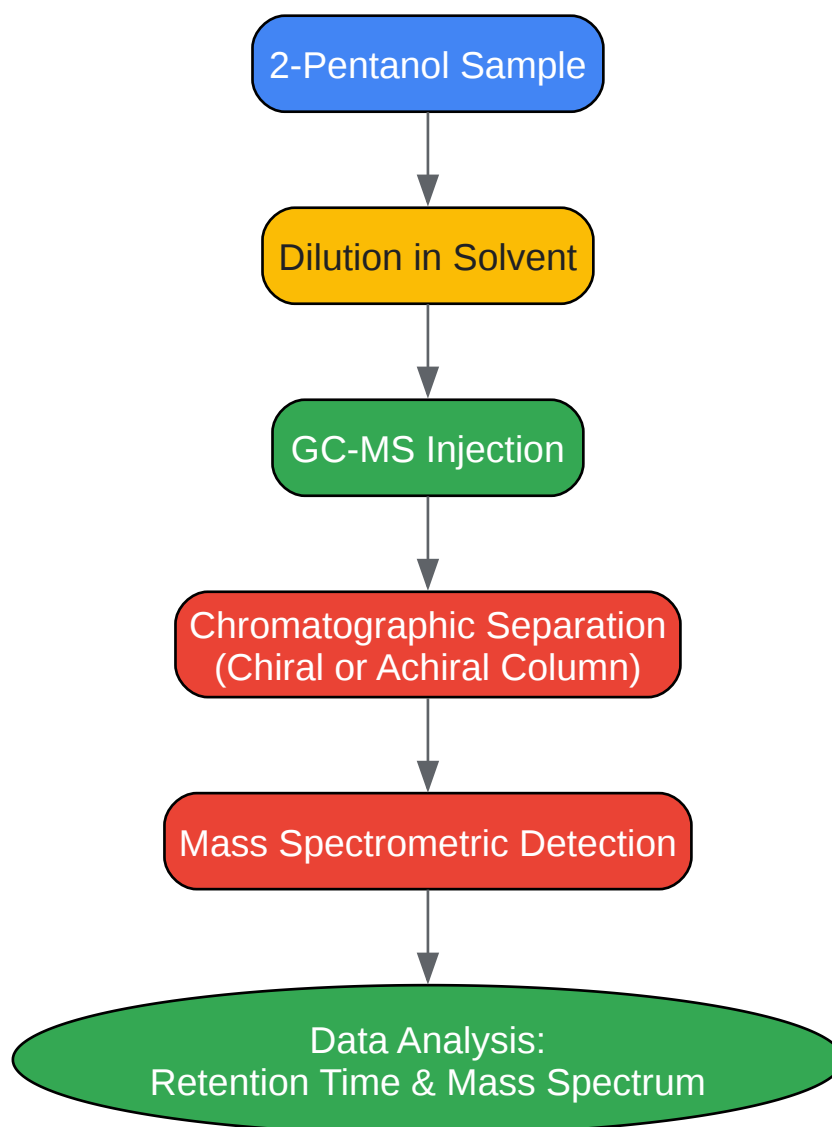 2-Pentanol Sample
Dilution in Solvent
GC-MS Injection
Chromatographic Separation
(Chiral or Achiral Column)
Mass Spectrometric Detection
Data Analysis:
Retention Time & Mass Spectrum